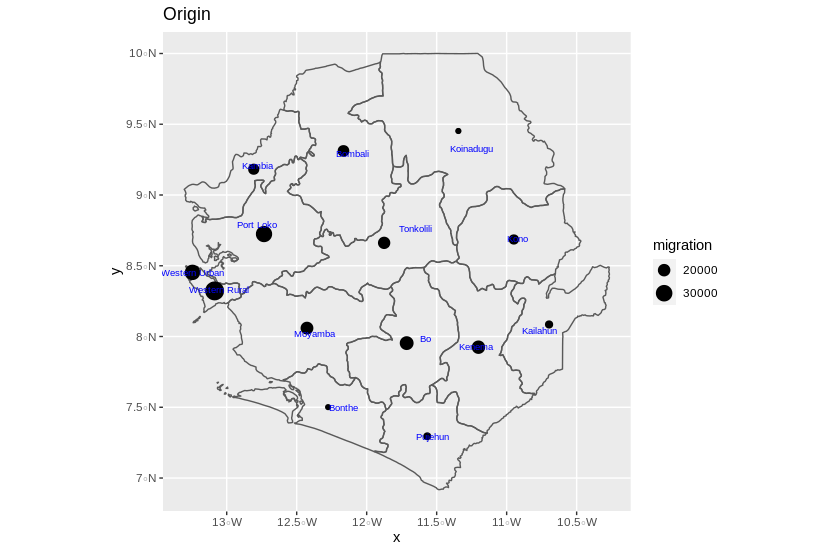 Origin
10°N
9.5°N
9°N
8.5°N
8°N
7.5°N
7°N
y
Koinadugu
Bombali
Kambia
Port Loko
Tonkolili
Kono
Western Urban
Western Rural
Kailahun
Moyamba
Bo
Kenema
Bonthe
Pujehun
13°W
12.5°W
12°W
11.5°W
11°W
10.5°W
x
migration
20000
30000